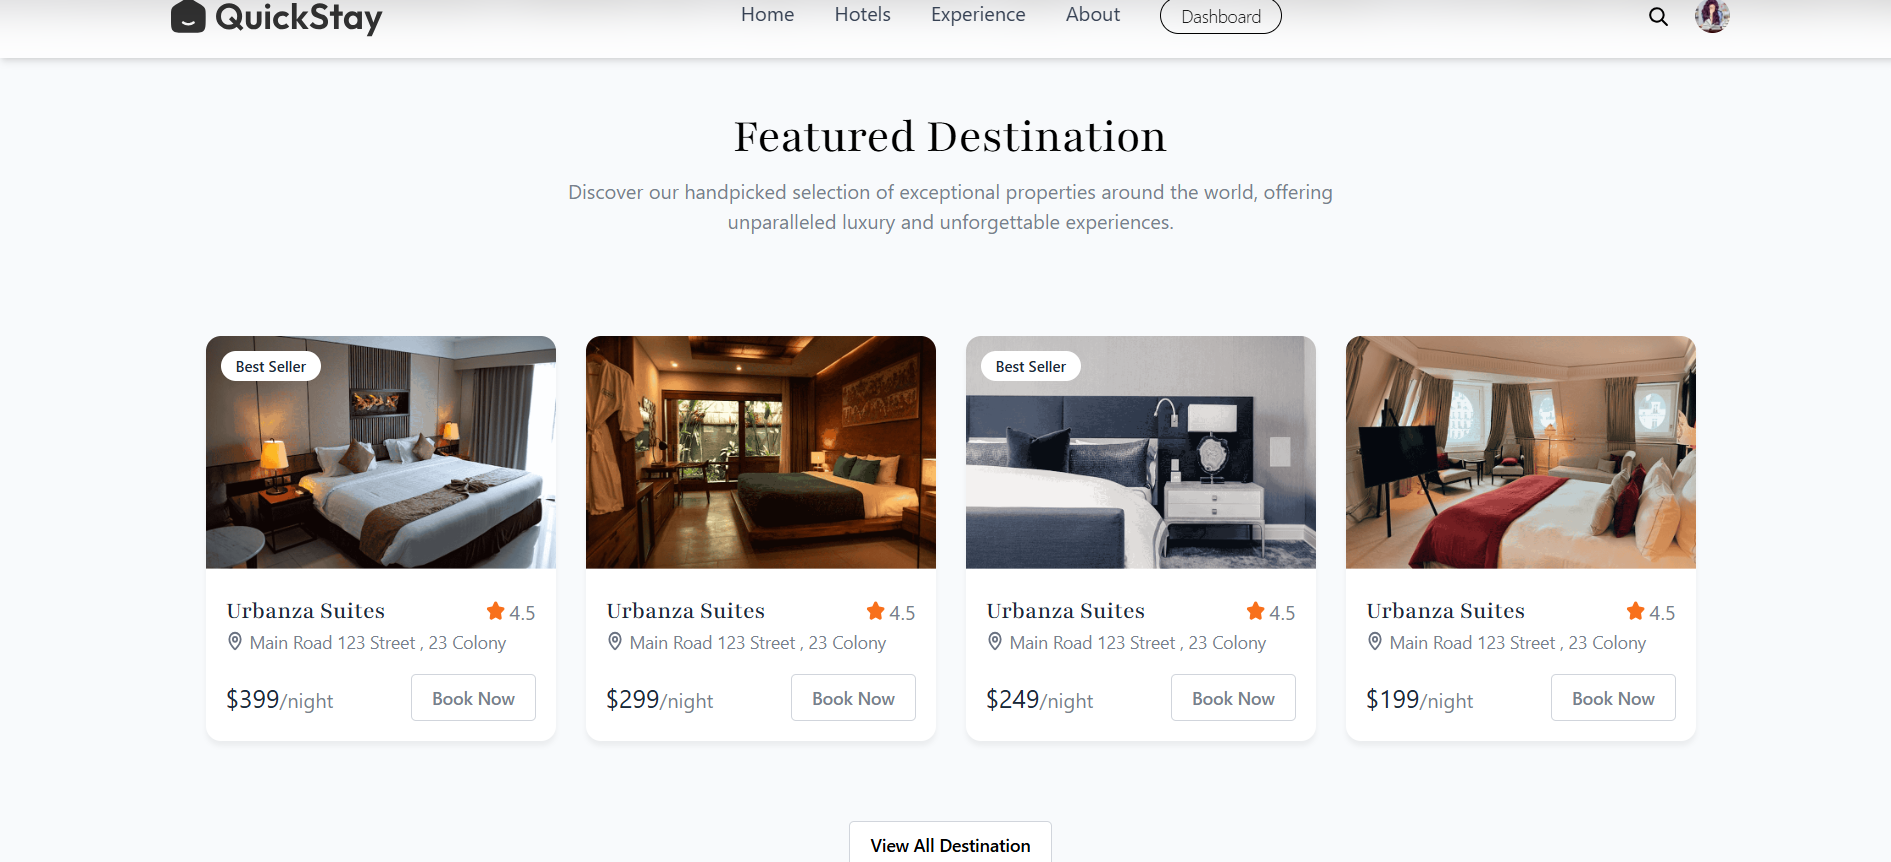 QuickStay
Home
Hotels
Experience
About
Dashboard
Featured Destination
Discover our handpicked selection of exceptional properties around the world, offering
unparalleled luxury and unforgettable experiences.
Best Seller
Urbanza Suites
4.5
Main Road 123 Street , 23 Colony
$399/night
Book Now
Urbanza Suites
4.5
Main Road 123 Street , 23 Colony
$299/night
Book Now
Best Seller
Urbanza Suites
4.5
Main Road 123 Street , 23 Colony
$249/night
Book Now
Urbanza Suites
4.5
Main Road 123 Street , 23 Colony
$199/night
Book Now
View All Destination